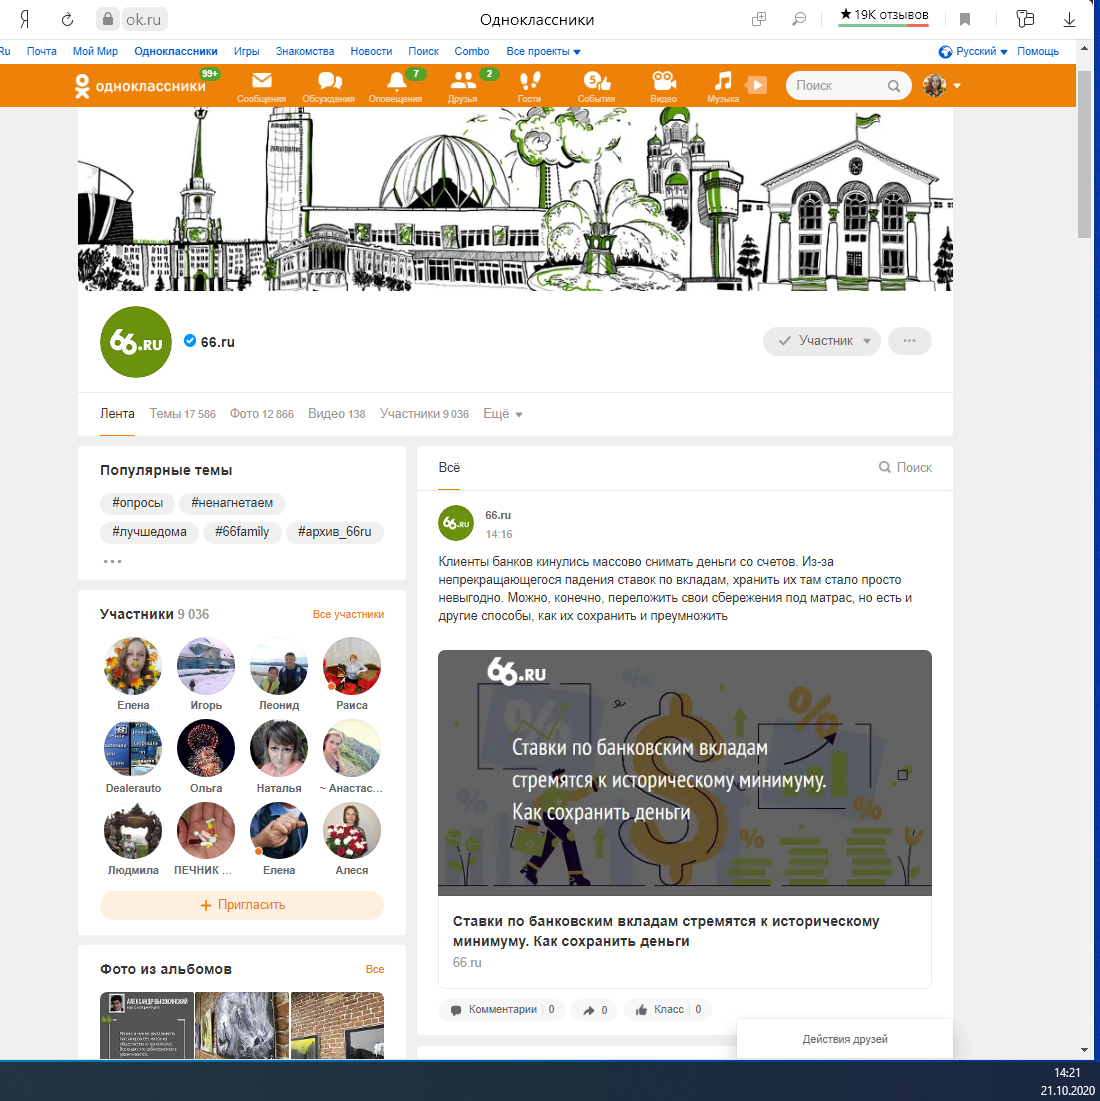 Я
ok.ru
Одноклассники
★19K отзывов
Ru Почта Мой Мир Одноклассники Игры Знакомства Новости Поиск Combo Все проекты
Русский Помощь
одноклассники 99+
Сообщения
Обсуждения
7 Оповещения
2 Друзья
Гости
5 События
Видео
Музыка
Поиск
66.RU
66.ru
Участник
Лента Темы 17 586 Фото 12 866 Видео 138 Участники 9 036 Ещё
Популярные темы
#опросы #ненагнетаем
#лучшедома #66family #архив_66ru
Участники 9 036 Все участники
Елена Игорь Леонид Раиса
Dealerauto Ольга Наталья ~ Анастас...
Людмила ПЕЧНИК ... Елена Алеся
+ Пригласить
Фото из альбомов Все
АЛЕКСАНДР ВЫСОКИНСКИЙ
Всё Поиск
66.RU
66.ru
14:16
Клиенты банков кинулись массово снимать деньги со счетов. Из-за
непрекращающегося падения ставок по вкладам, хранить их там стало просто
невыгодно. Можно, конечно, переложить свои сбережения под матрас, но есть и
другие способы, как их сохранить и преумножить
66.RU
Ставки по банковским вкладам
стремятся к историческому минимуму.
Как сохранить деньги
Ставки по банковским вкладам стремятся к историческому
минимуму. Как сохранить деньги
66.ru
Комментарии 0 0 Класс 0
Действия друзей
14:21
21.10.2020